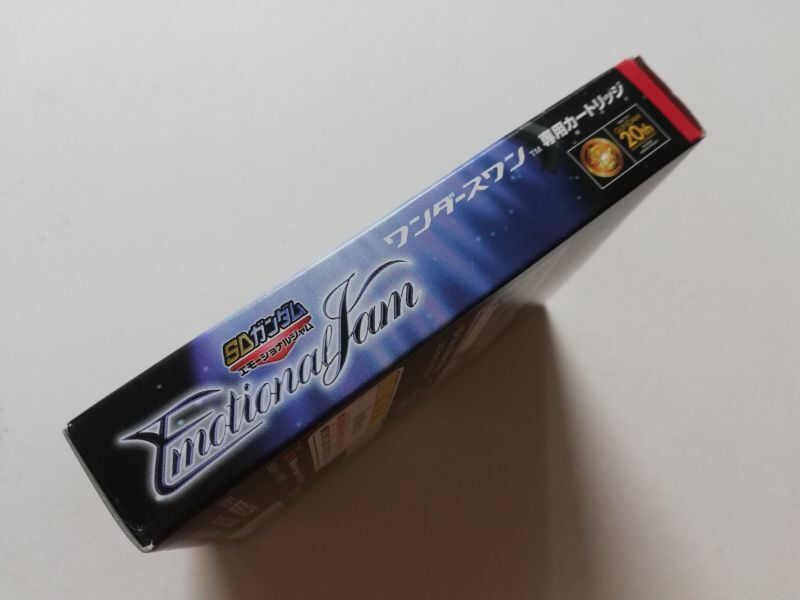 SDガンダム
エモーショナルジャム
Emotional Jam
ワンダースワン™専用カートリッジ
20th